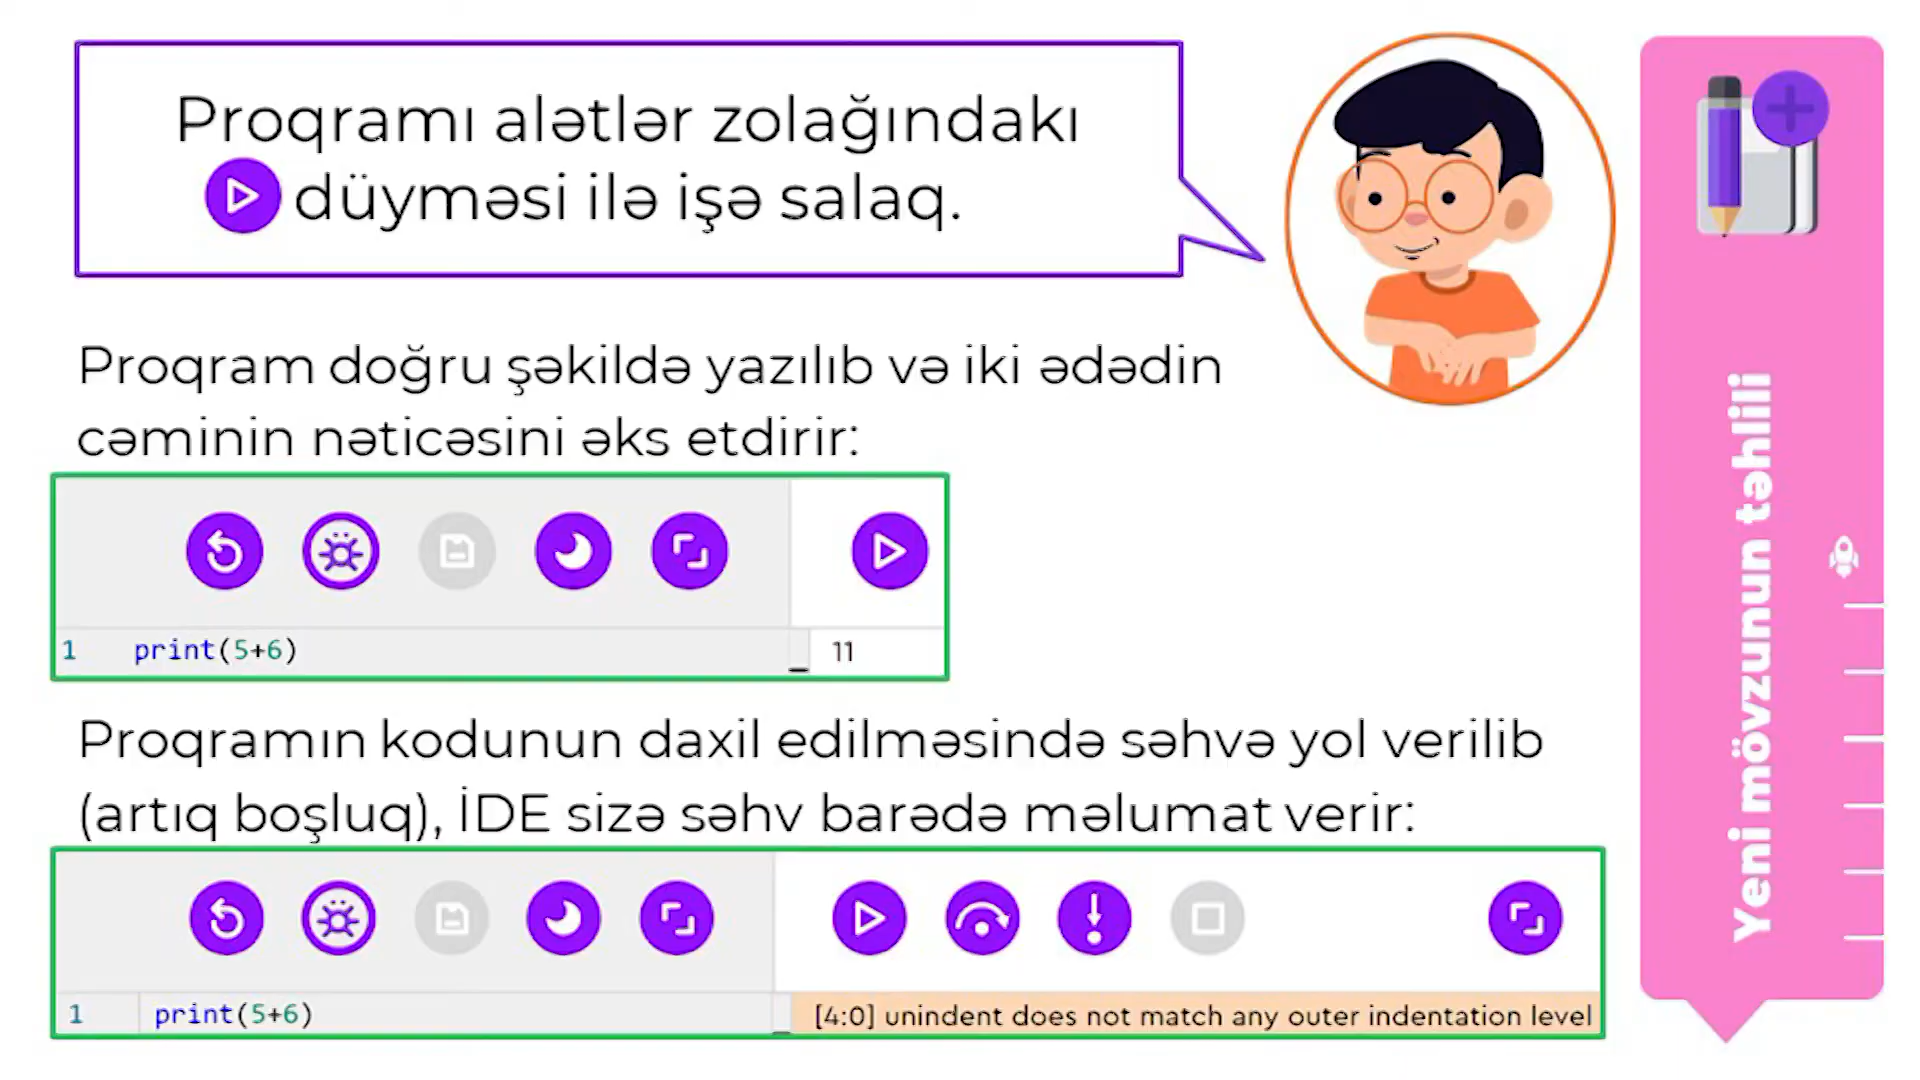 Proqramı alətlər zolağındakı
düyməsi ilə işə salaq.
Proqram doğru şəkildə yazılıb və iki ədədin
cəminin nəticəsini əks etdirir:
1 print(5+6) 11
Proqramın kodunun daxil edilməsində səhvə yol verilib
(artıq boşluq), İDE sizə səhv barədə məlumat verir:
1 print(5+6) [4:0] unindent does not match any outer indentation level
Yeni mövzunun təhlili